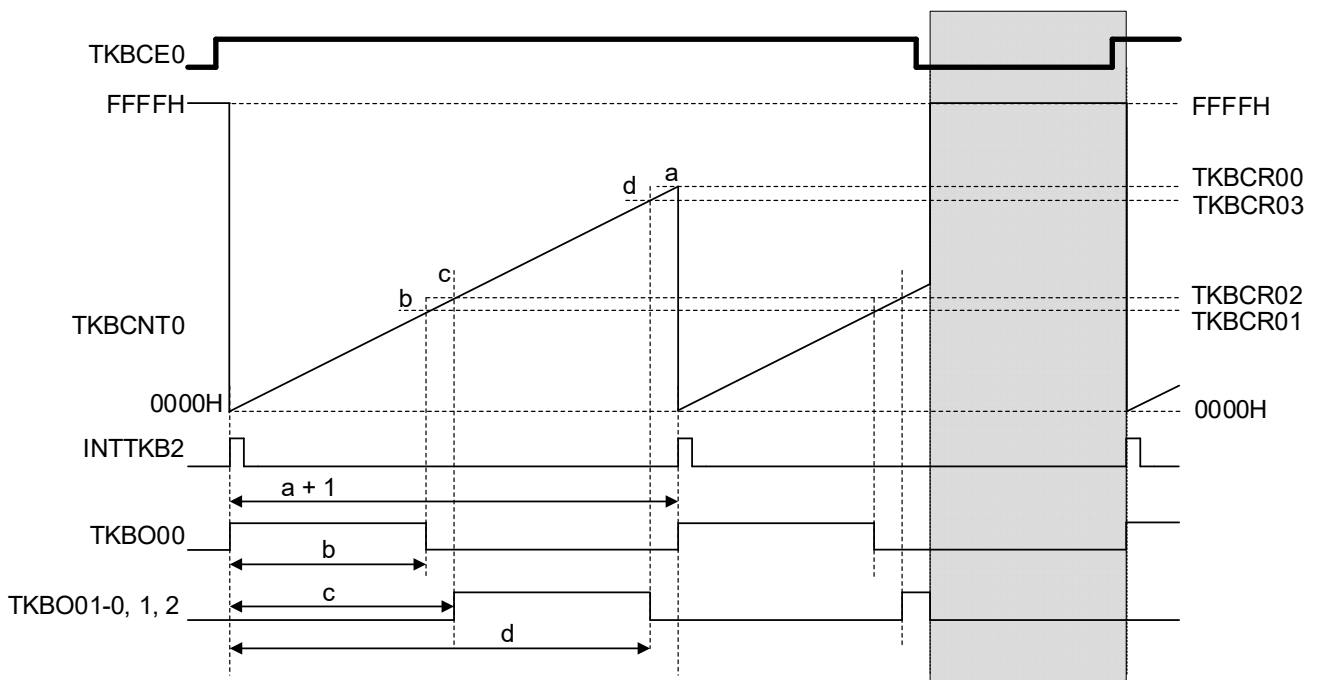 TKBCE0
FFFFH
FFFFH
a
TKBCR00
d
TKBCR03
c
b
TKBCR02
TKBCR01
TKBCNT0
0000H
0000H
INTTKB2
a + 1
TKBO00
b
TKBO01-0, 1, 2
c
d